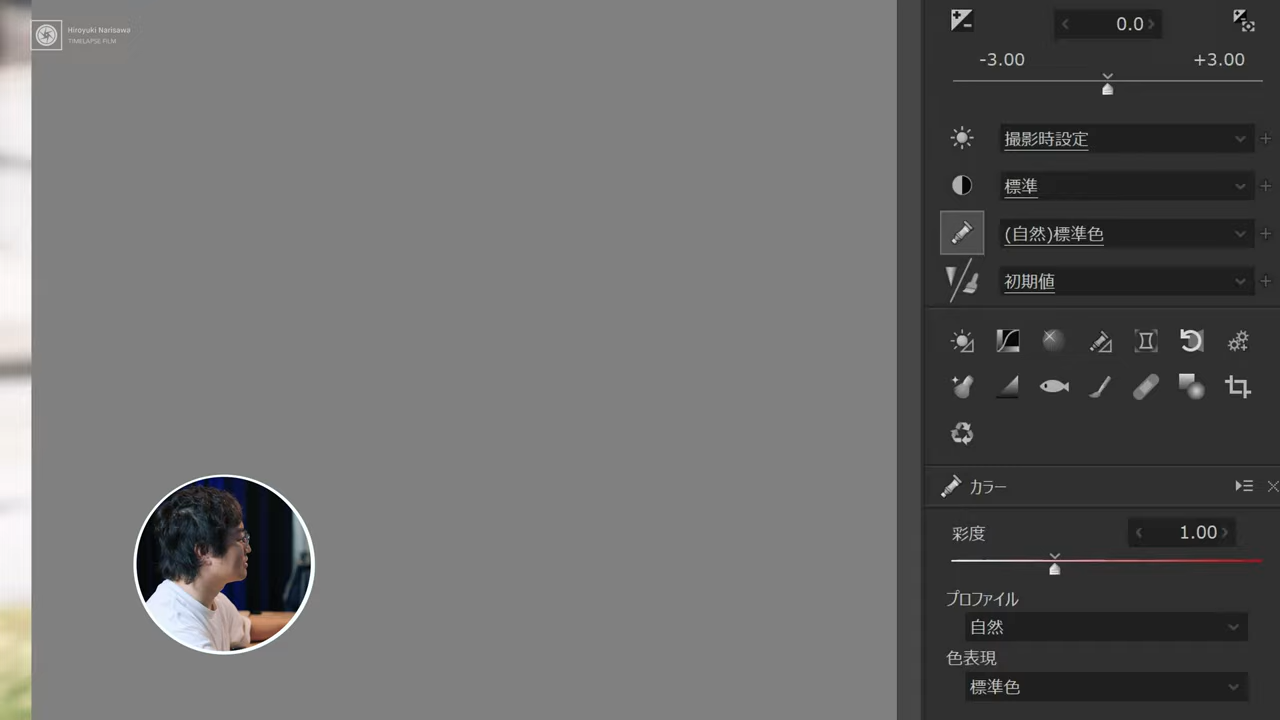 Hiroyuki Narisawa
TIMELAPSE FILM
0.0
-3.00 +3.00
撮影時設定
標準
(自然)標準色
初期値
カラー
彩度 1.00
プロファイル
自然
色表現
標準色